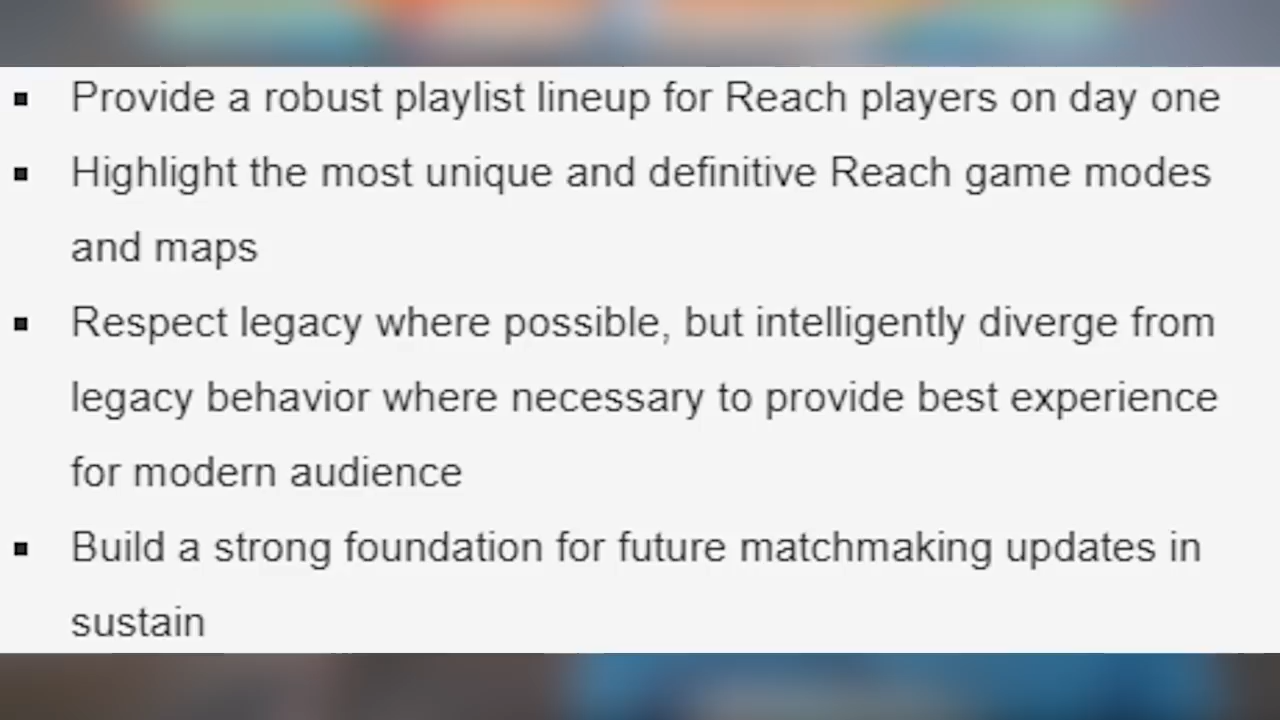 ▪ Provide a robust playlist lineup for Reach players on day one
▪ Highlight the most unique and definitive Reach game modes
and maps
▪ Respect legacy where possible, but intelligently diverge from
legacy behavior where necessary to provide best experience
for modern audience
▪ Build a strong foundation for future matchmaking updates in
sustain